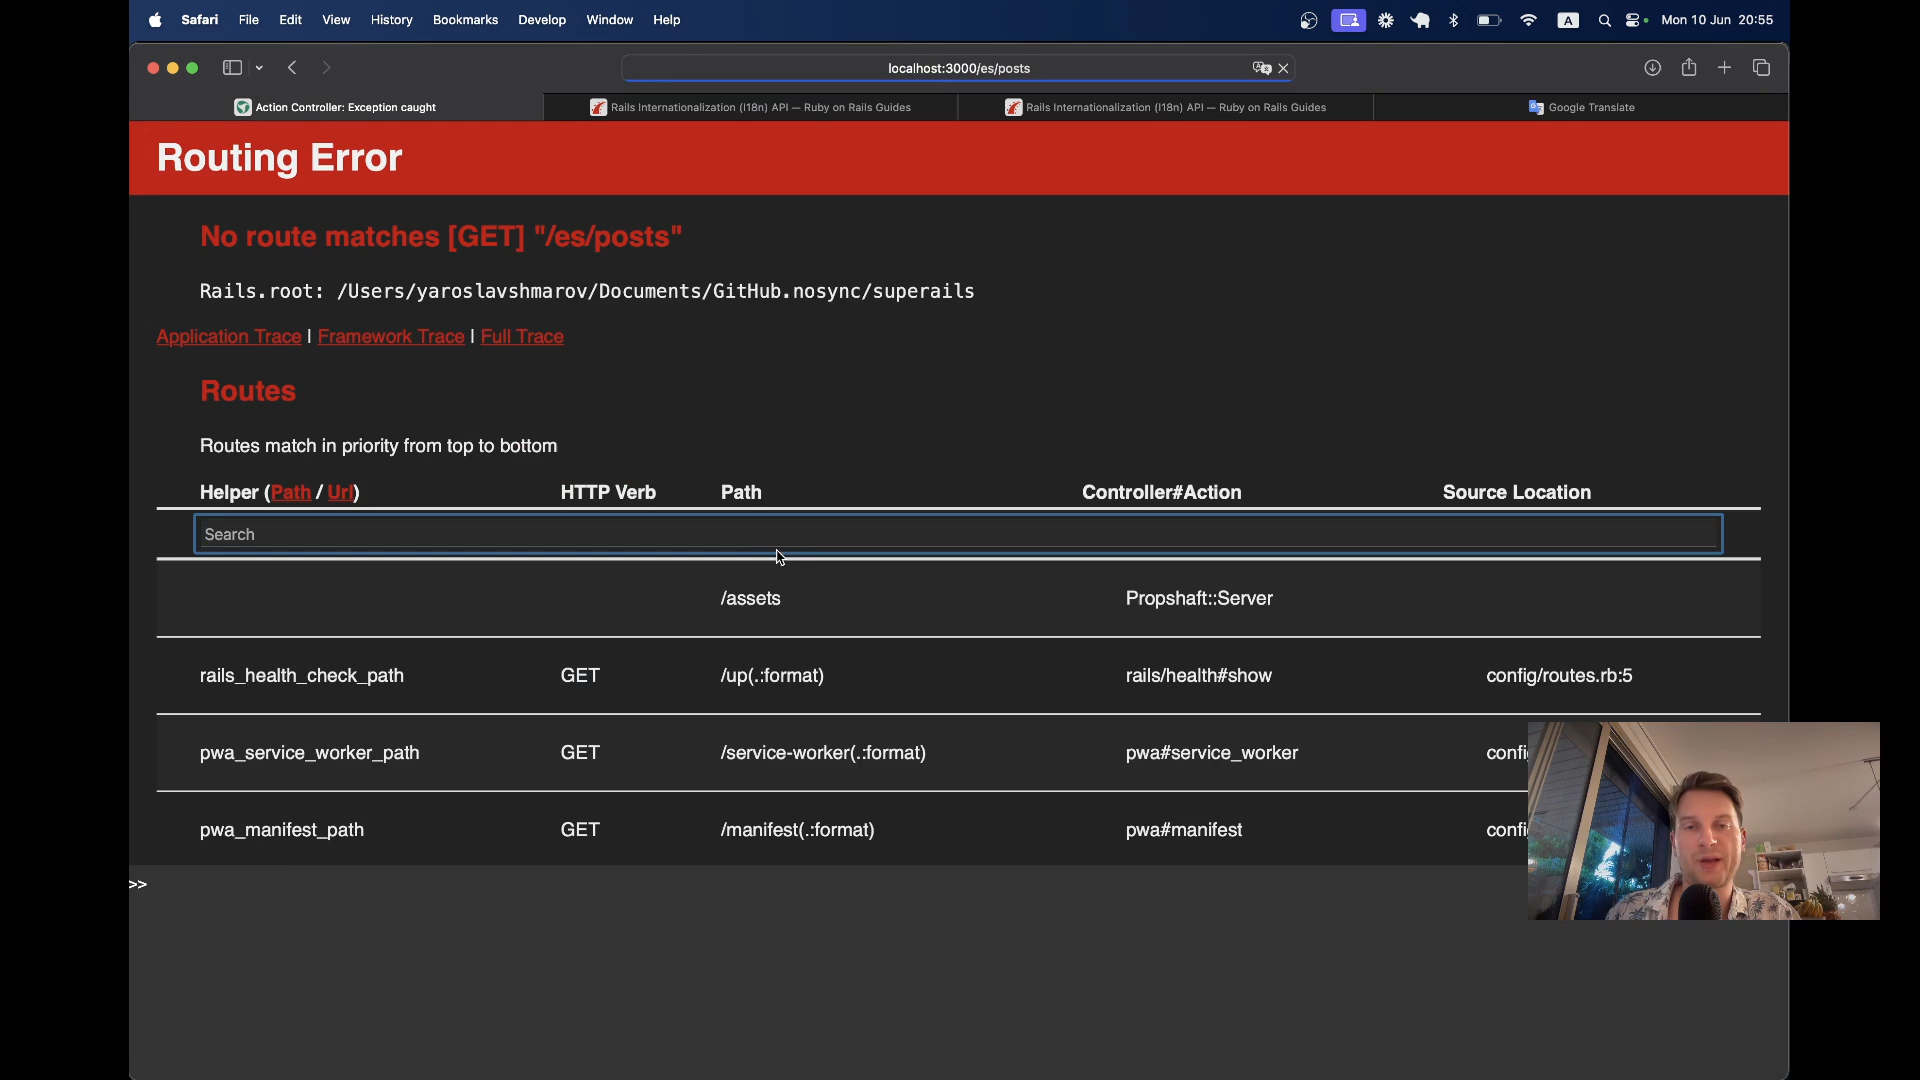 Safari File Edit View History Bookmarks Develop Window Help
A Mon 10 Jun 20:55
localhost:3000/es/posts
Action Controller: Exception caught
Rails Internationalization (I18n) API — Ruby on Rails Guides
Rails Internationalization (I18n) API — Ruby on Rails Guides
Google Translate
Routing Error
No route matches [GET] "/es/posts"
Rails.root: /Users/yaroslavshmarov/Documents/GitHub.nosync/superails
Application Trace | Framework Trace | Full Trace
Routes
Routes match in priority from top to bottom
Helper (Path / Url) HTTP Verb Path Controller#Action Source Location
Search
/assets Propshaft::Server
rails_health_check_path GET /up(.:format) rails/health#show config/routes.rb:5
pwa_service_worker_path GET /service-worker(.:format) pwa#service_worker
pwa_manifest_path GET /manifest(.:format) pwa#manifest
>>